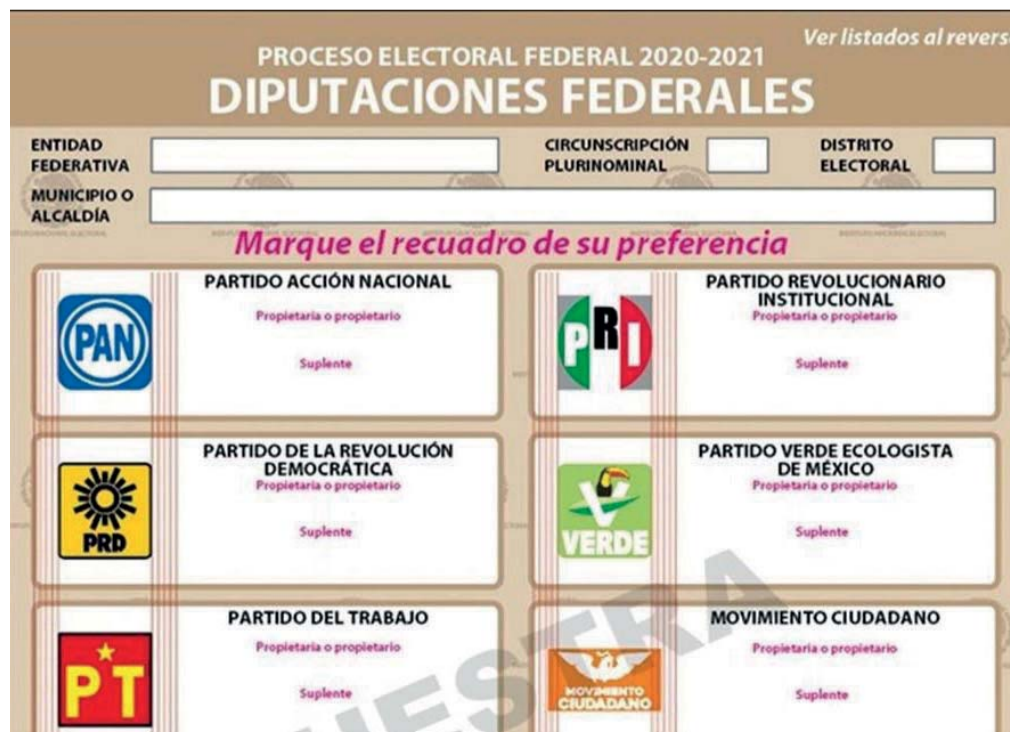 Ver listados al revers
PROCESO ELECTORAL FEDERAL 2020-2021
DIPUTACIONES FEDERALES
ENTIDAD
FEDERATIVA
CIRCUNSCRIPCIÓN
PLURINOMINAL
DISTRITO
ELECTORAL
MUNICIPIO O
ALCALDÍA
Marque el recuadro de su preferencia
PAN
PARTIDO ACCIÓN NACIONAL
Propietaria o propietario
Suplente
PRI
PARTIDO REVOLUCIONARIO
INSTITUCIONAL
Propietaria o propietario
Suplente
PRD
PARTIDO DE LA REVOLUCIÓN
DEMOCRÁTICA
Propietaria o propietario
Suplente
VERDE
PARTIDO VERDE ECOLOGISTA
DE MÉXICO
Propietaria o propietario
Suplente
PT
PARTIDO DEL TRABAJO
Propietaria o propietario
Suplente
MOVIMIENTO
CIUDADANO
MOVIMIENTO CIUDADANO
Propietaria o propietario
Suplente
UESTRA